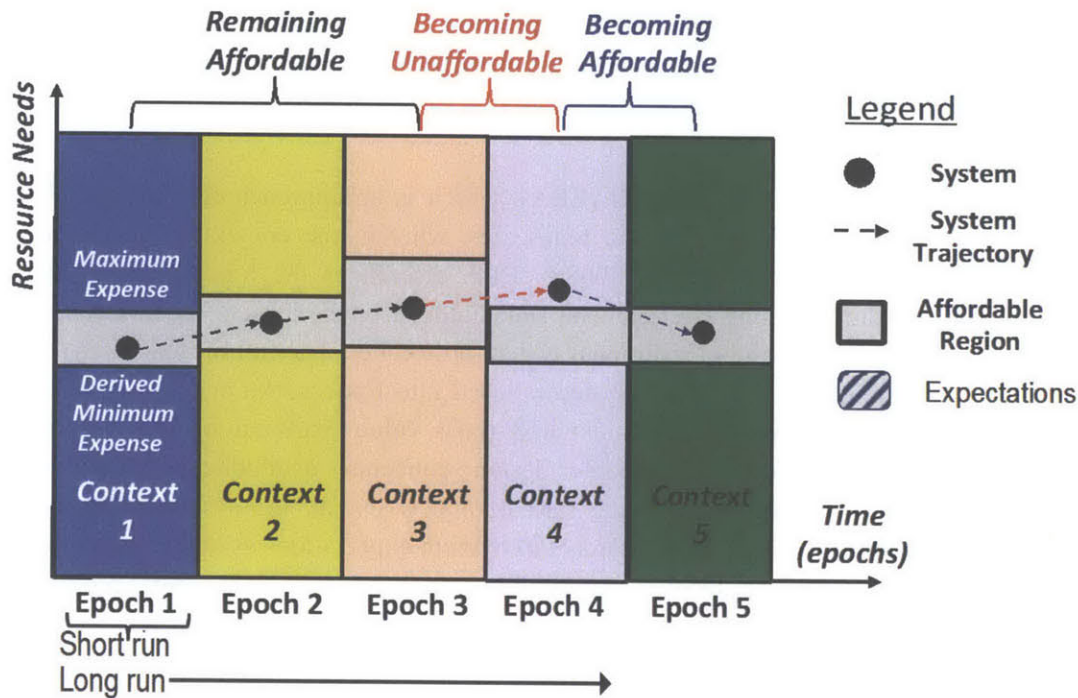 Remaining
Affordable
Becoming
Unaffordable
Becoming
Affordable
Resource Needs
Legend
System
System
Trajectory
Affordable
Region
Expectations
Maximum
Expense
Derived
Minimum
Expense
Context
1
Context
2
Context
3
Context
4
Context
5
Time
(epochs)
Epoch 1
Epoch 2
Epoch 3
Epoch 4
Epoch 5
Short run
Long run